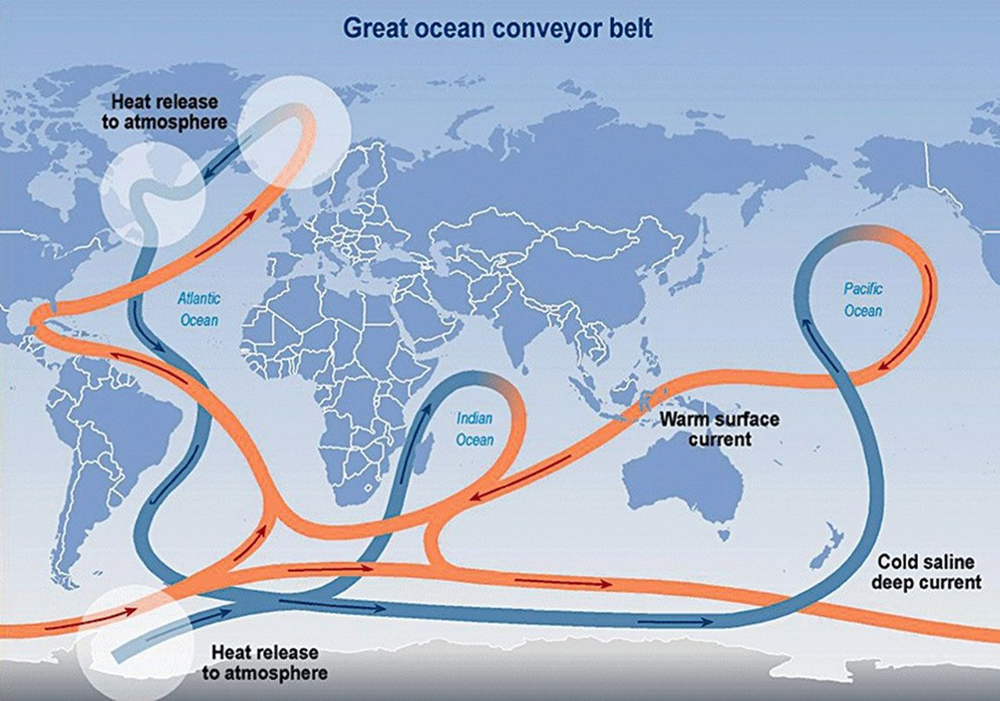 Great ocean conveyor belt
Heat release
to atmosphere
Atlantic
Ocean
Pacific
Ocean
Indian
Ocean
Warm surface
current
Cold saline
deep current
Heat release
to atmosphere